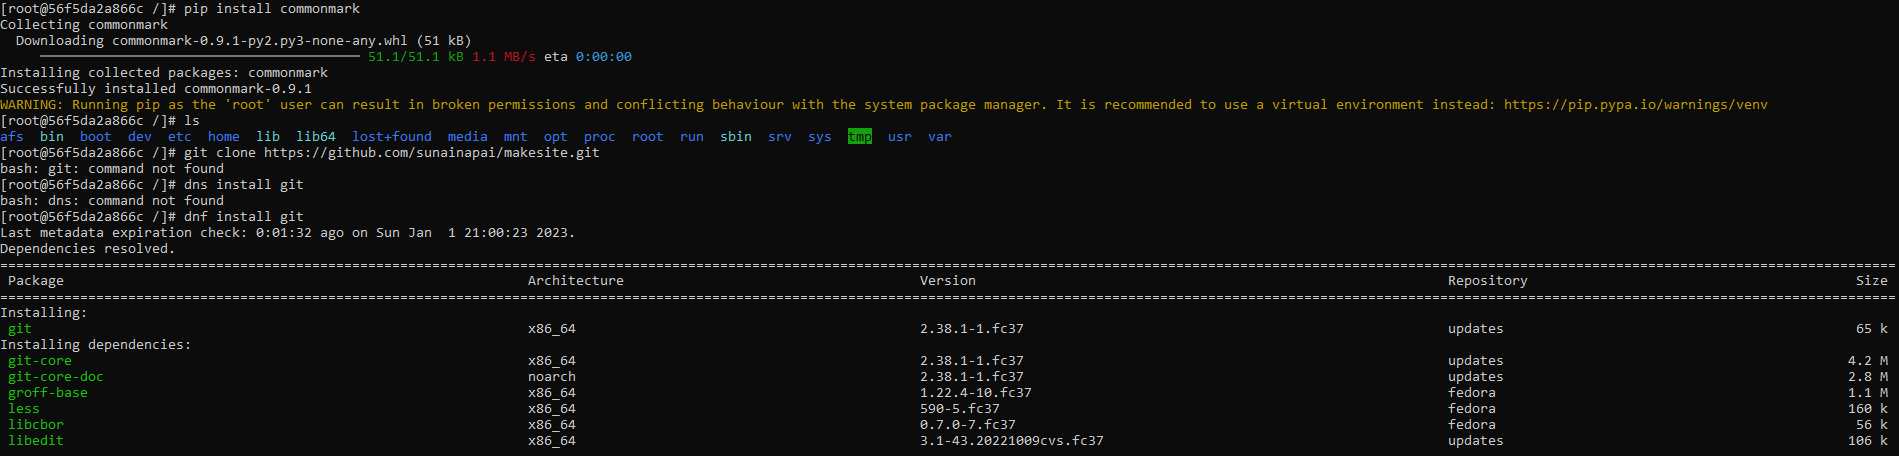 [root@56f5da2a866c /]# pip install commonmark
Collecting commonmark
  Downloading commonmark-0.9.1-py2.py3-none-any.whl (51 kB)
51.1/51.1 kB 1.1 MB/s eta 0:00:00
Installing collected packages: commonmark
Successfully installed commonmark-0.9.1
WARNING: Running pip as the 'root' user can result in broken permissions and conflicting behaviour with the system package manager. It is recommended to use a virtual environment instead: https://pip.pypa.io/warnings/venv
[root@56f5da2a866c /]# ls
afs  bin  boot  dev  etc  home  lib  lib64  lost+found  media  mnt  opt  proc  root  run  sbin  srv  sys  tmp  usr  var
[root@56f5da2a866c /]# git clone https://github.com/sunainapai/makesite.git
bash: git: command not found
[root@56f5da2a866c /]# dns install git
bash: dns: command not found
[root@56f5da2a866c /]# dnf install git
Last metadata expiration check: 0:01:32 ago on Sun Jan  1 21:00:23 2023.
Dependencies resolved.
Package Architecture Version Repository Size
Installing:
git x86_64 2.38.1-1.fc37 updates 65 k
Installing dependencies:
git-core x86_64 2.38.1-1.fc37 updates 4.2 M
git-core-doc noarch 2.38.1-1.fc37 updates 2.8 M
groff-base x86_64 1.22.4-10.fc37 fedora 1.1 M
less x86_64 590-5.fc37 fedora 160 k
libcbor x86_64 0.7.0-7.fc37 fedora 56 k
libedit x86_64 3.1-43.20221009cvs.fc37 updates 106 k